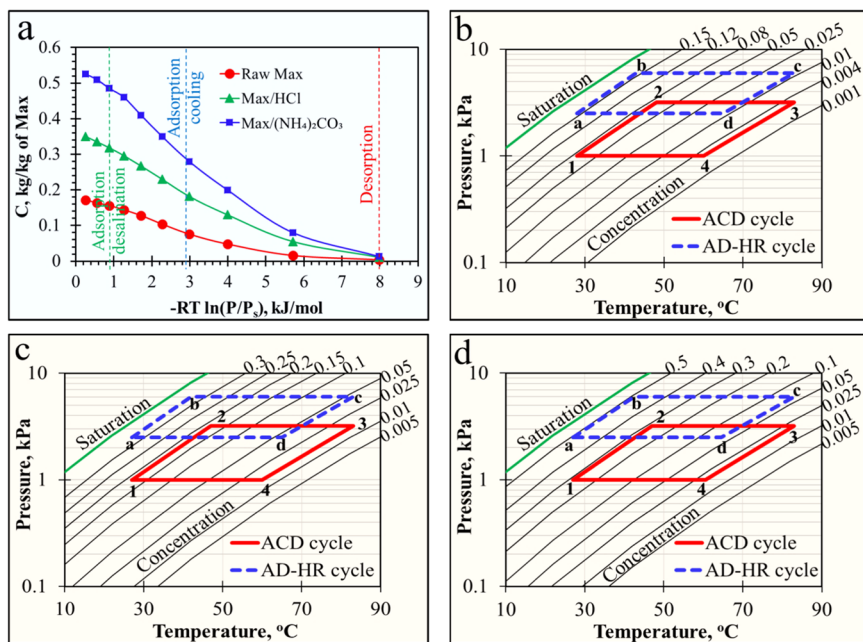 a
0.6
0.5
0.4
0.3
0.2
0.1
0
C, kg/kg of Max
Raw Max
Max/HCl
Max/(NH₄)₂CO₃
Adsorption
desalination
Adsorption
cooling
Desorption
0 1 2 3 4 5 6 7 8 9
-RT ln(P/Pₛ), kJ/mol
b
10
1
0.1
Pressure, kPa
0.15 0.12 0.08 0.05 0.025
0.01
0.004
0.001
Saturation
a b c d
1 2 3 4
Concentration
ACD cycle
AD-HR cycle
10 30 50 70 90
Temperature, °C
c
10
1
0.1
Pressure, kPa
0.3 0.25 0.2 0.15 0.1 0.05
0.025
0.01
0.005
Saturation
a b c d
1 2 3 4
Concentration
ACD cycle
AD-HR cycle
10 30 50 70 90
Temperature, °C
d
10
1
0.1
Pressure, kPa
0.5 0.4 0.3 0.2 0.1
0.05
0.025
0.01
0.005
Saturation
a b c d
1 2 3 4
Concentration
ACD cycle
AD-HR cycle
10 30 50 70 90
Temperature, °C